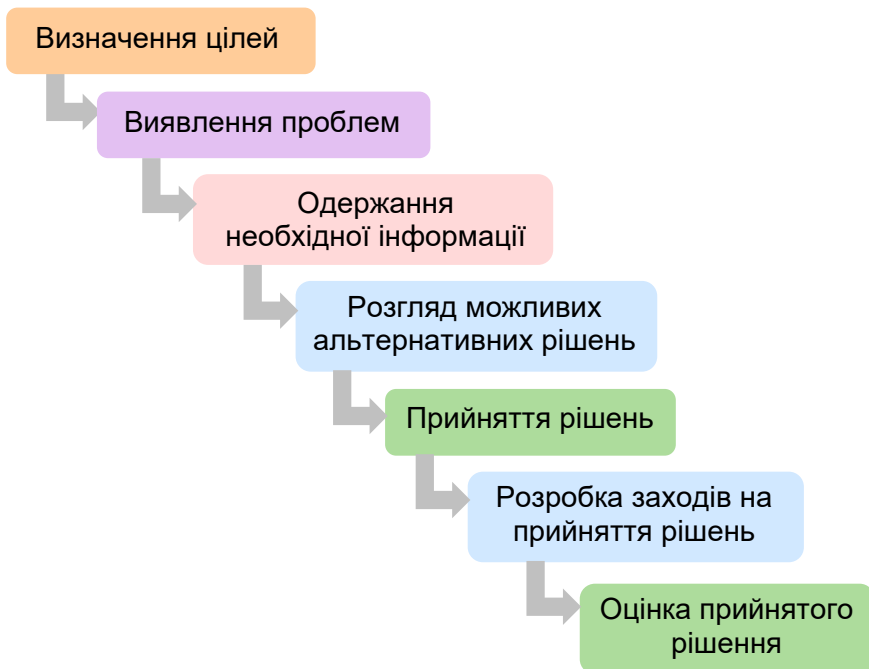 Визначення цілей
Виявлення проблем
Одержання
необхідної інформації
Розгляд можливих
альтернативних рішень
Прийняття рішень
Розробка заходів на
прийняття рішень
Оцінка прийнятого
рішення